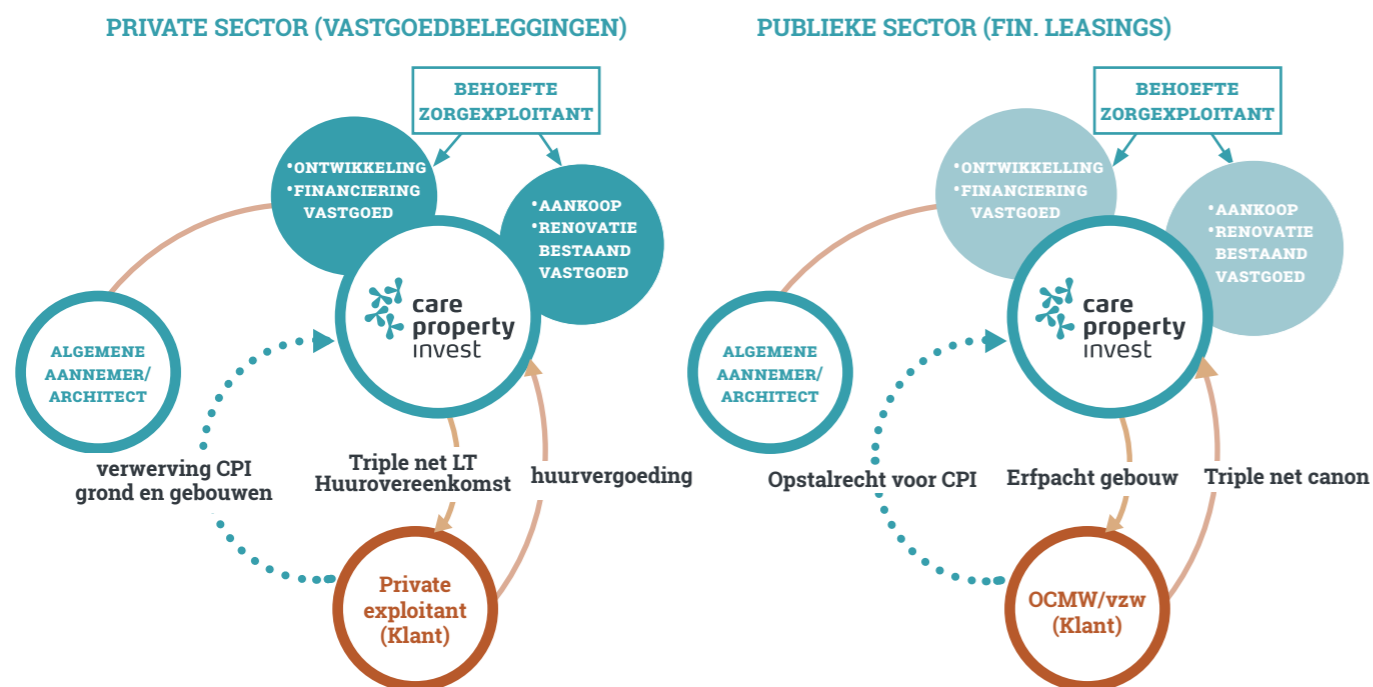 PRIVATE SECTOR (VASTGOEDBELEGGINGEN)
BEHOEFTE
ZORGEXPLOITANT
•ONTWIKKELING
•FINANCIERING
VASTGOED
•AANKOOP
•RENOVATIE
BESTAAND
VASTGOED
care
property
invest
ALGEMENE
AANNEMER/
ARCHITECT
verwerving CPI
grond en gebouwen
Triple net LT
Huurovereenkomst
huurvergoeding
Private
exploitant
(Klant)
PUBLIEKE SECTOR (FIN. LEASINGS)
BEHOEFTE
ZORGEXPLOITANT
•ONTWIKKELLING
•FINANCIERING
VASTGOED
•AANKOOP
•RENOVATIE
BESTAAND
VASTGOED
care
property
invest
ALGEMENE
AANNEMER/
ARCHITECT
Opstalrecht voor CPI
Erfpacht gebouw
Triple net canon
OCMW/vzw
(Klant)